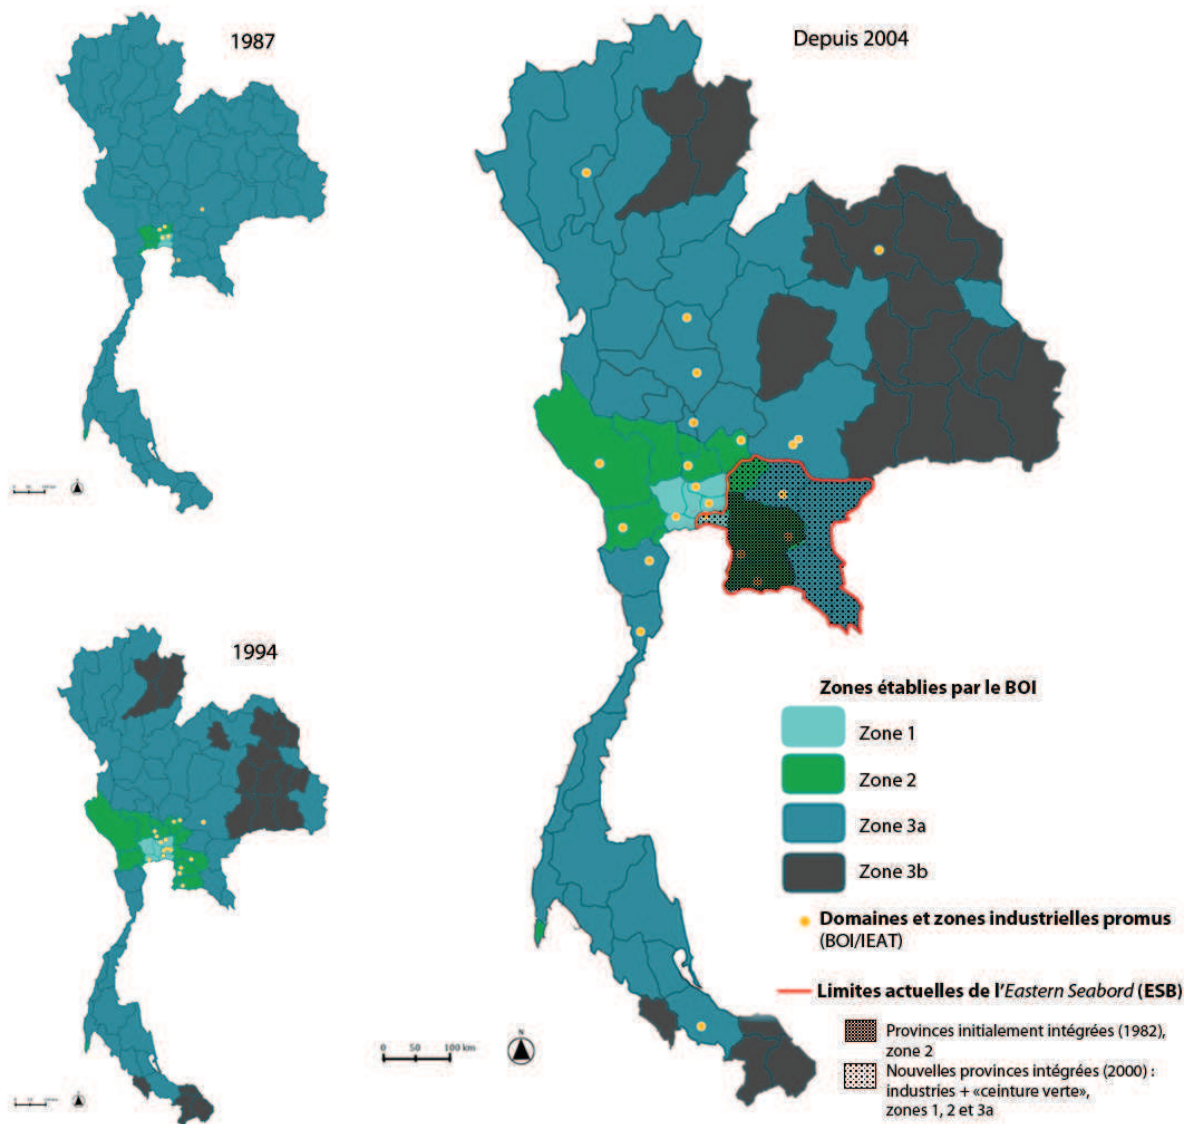 1987
Depuis 2004
1994
Zones établies par le BOI
Zone 1
Zone 2
Zone 3a
Zone 3b
Domaines et zones industrielles promus
(BOI/IEAT)
Limites actuelles de l'Eastern Seabord (ESB)
Provinces initialement intégrées (1982),
zone 2
Nouvelles provinces intégrées (2000) :
industries + «ceinture verte»,
zones 1, 2 et 3a
0 50 100 km
N